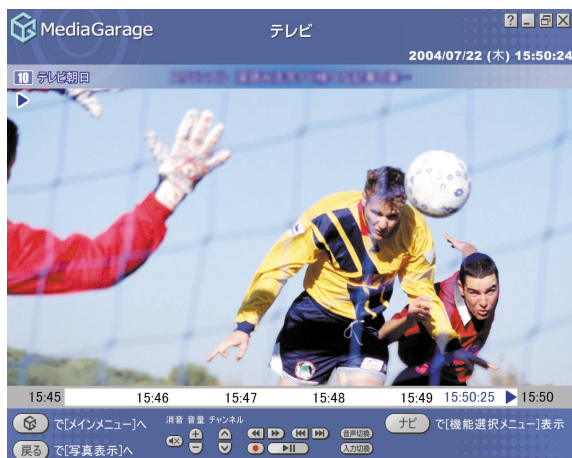 MediaGarage
テレビ
2004/07/22 (木) 15:50:24
10 テレビ朝日
15:45 15:46 15:47 15:48 15:49 15:50:25 15:50
で[メインメニュー]へ
消音 音量 チャンネル
音声切換
ナビ で[機能選択メニュー]表示
戻る で[写真表示]へ
入力切換